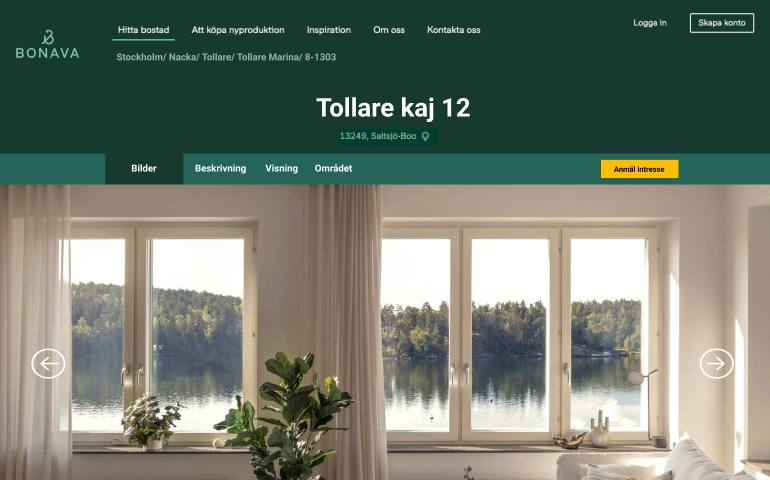 BONAVA
Hitta bostad
Att köpa nyproduktion
Inspiration
Om oss
Kontakta oss
Logga in
Skapa konto
Stockholm/ Nacka/ Tollare/ Tollare Marina/ 8-1303
Tollare kaj 12
13249, Saltsjö-Boo
Bilder
Beskrivning
Visning
Området
Anmäl intresse